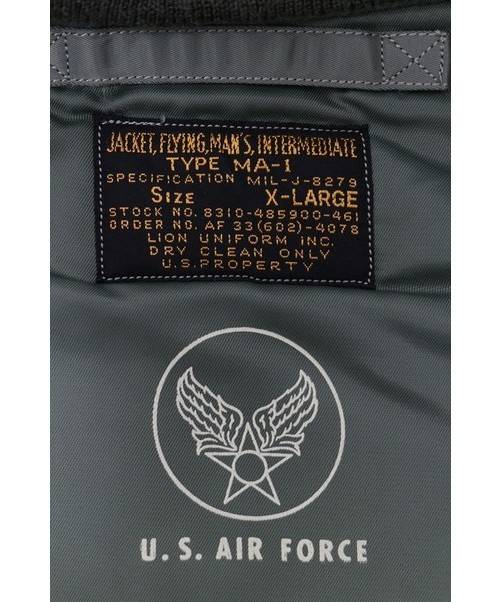 JACKET, FLYING, MAN'S, INTERMEDIATE
TYPE MA-1
SPECIFICATION MIL-J-8279
SIZE X-LARGE
STOCK NO. 8310-485900-461
ORDER NO. AF 33(602)-4078
LION UNIFORM INC.
DRY CLEAN ONLY
U.S. PROPERTY
U.S. AIR FORCE